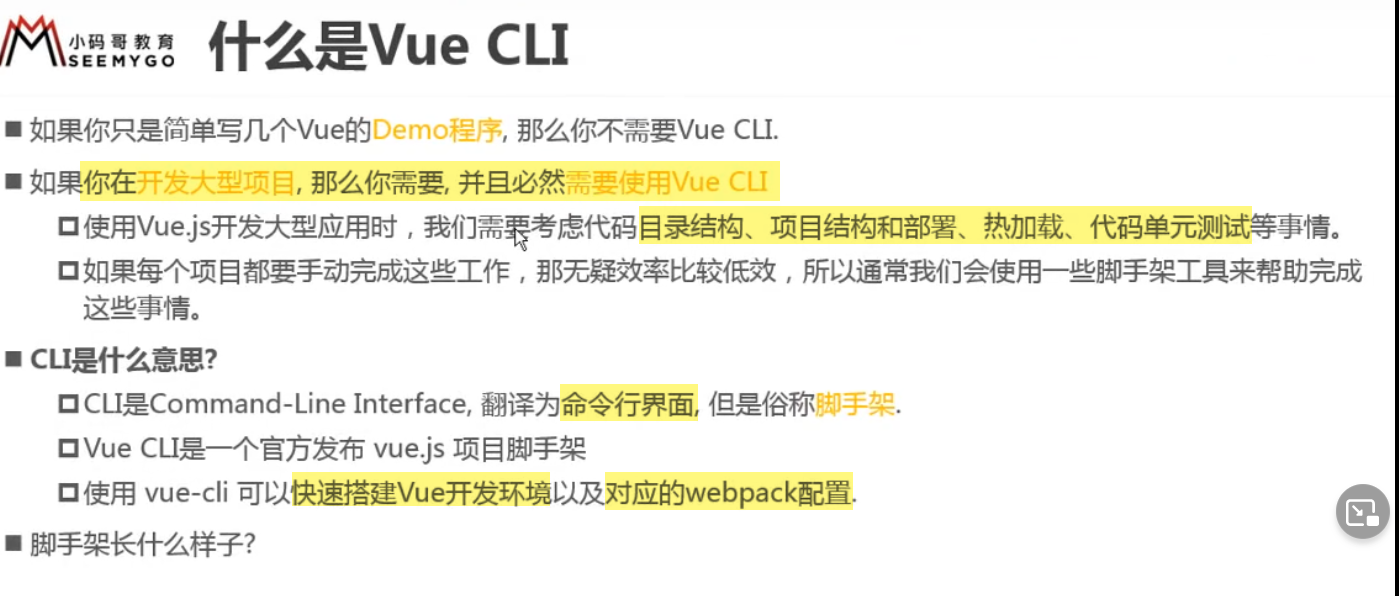 小码哥教育
SEEMYGO
什么是Vue CLI
如果你只是简单写几个Vue的Demo程序, 那么你不需要Vue CLI.
如果你在开发大型项目, 那么你需要, 并且必然需要使用Vue CLI
使用Vue.js开发大型应用时，我们需要考虑代码目录结构、项目结构和部署、热加载、代码单元测试等事情。
如果每个项目都要手动完成这些工作，那无疑效率比较低效，所以通常我们会使用一些脚手架工具来帮助完成
这些事情。
CLI是什么意思?
CLI是Command-Line Interface, 翻译为命令行界面, 但是俗称脚手架.
Vue CLI是一个官方发布 vue.js 项目脚手架
使用 vue-cli 可以快速搭建Vue开发环境以及对应的webpack配置.
脚手架长什么样子?